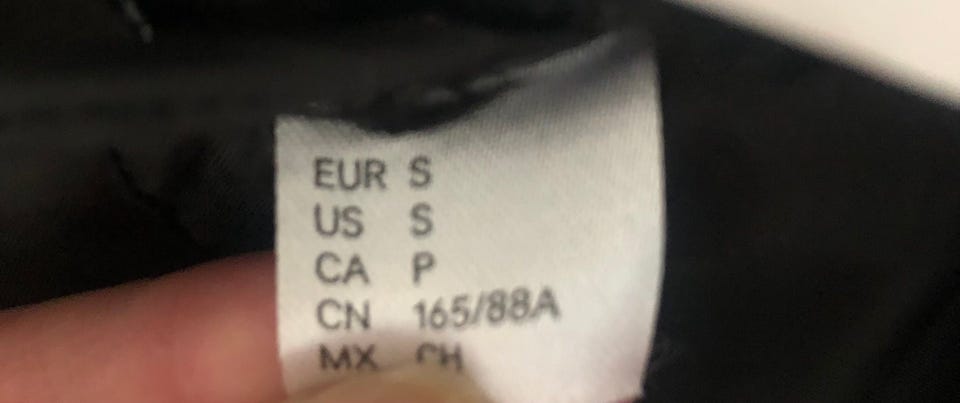 EUR S
US S
CA P
CN 165/88A
MX CH